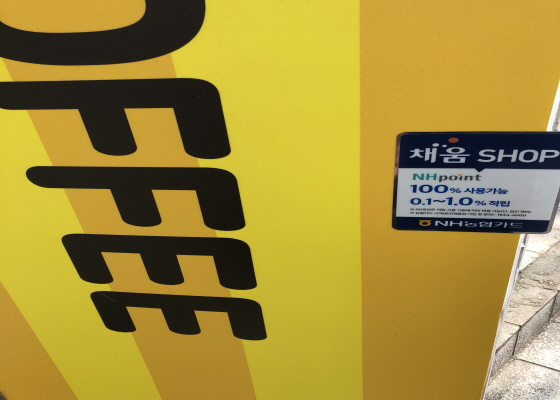 OFFEE
채움 SHOP
NHpoint
100% 사용가능
0.1~1.0% 적립
NH농협카드